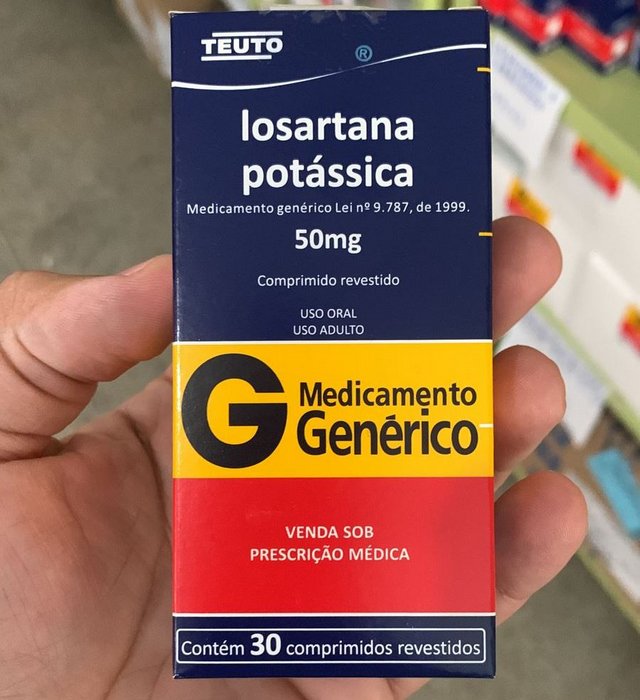 TEUTO ®
losartana
potássica
Medicamento genérico Lei nº 9.787, de 1999.
50mg
Comprimido revestido
USO ORAL
USO ADULTO
G Medicamento
Genérico
VENDA SOB
PRESCRIÇÃO MÉDICA
Contém 30 comprimidos revestidos